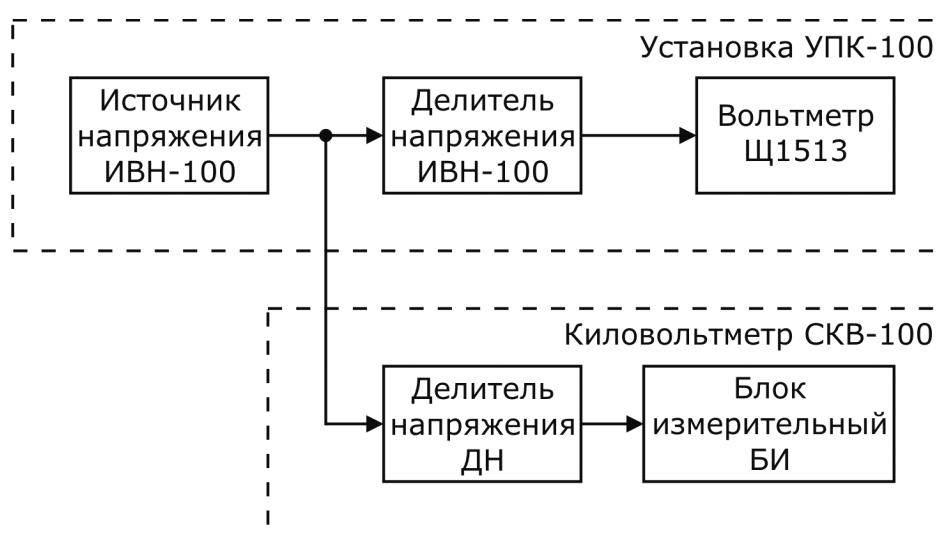 Установка УПК-100
Источник
напряжения
ИВН-100
Делитель
напряжения
ИВН-100
Вольтметр
Щ1513
Киловольтметр СКВ-100
Делитель
напряжения
ДН
Блок
измерительный
БИ